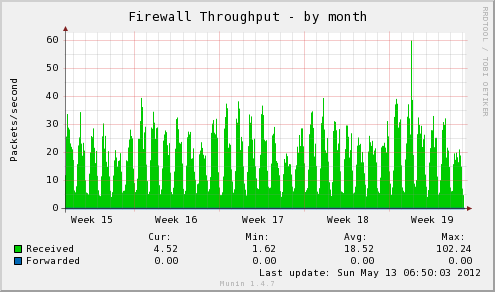 Firewall Throughput - by month
RRDTOOL / TOBI OETIKER
Packets/second
60
50
40
30
20
10
0
Week 15 Week 16 Week 17 Week 18 Week 19
Cur: Min: Avg: Max:
Received 4.52 1.62 18.52 102.24
Forwarded 0.00 0.00 0.00 0.00
Last update: Sun May 13 06:50:03 2012
Munin 1.4.7